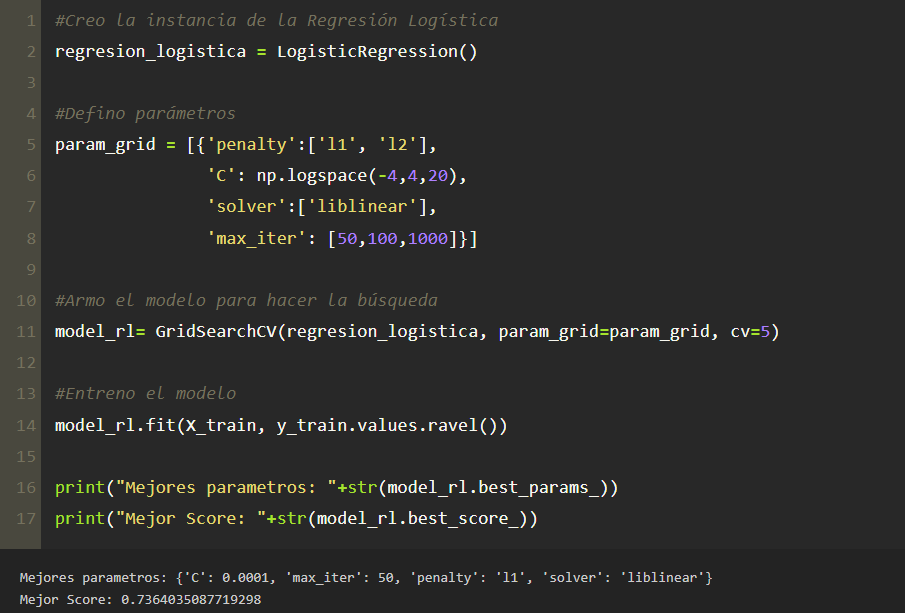 1 #Creo la instancia de la Regresión Logística
2 regresion_logistica = LogisticRegression()
3
4 #Defino parámetros
5 param_grid = [{'penalty':['l1', 'l2'],
6 'C': np.logspace(-4,4,20),
7 'solver':['liblinear'],
8 'max_iter': [50,100,1000]}]
9
10 #Armo el modelo para hacer la búsqueda
11 model_rl= GridSearchCV(regresion_logistica, param_grid=param_grid, cv=5)
12
13 #Entreno el modelo
14 model_rl.fit(X_train, y_train.values.ravel())
15
16 print("Mejores parametros: "+str(model_rl.best_params_))
17 print("Mejor Score: "+str(model_rl.best_score_))
Mejores parametros: {'C': 0.0001, 'max_iter': 50, 'penalty': 'l1', 'solver': 'liblinear'}
Mejor Score: 0.7364035087719298